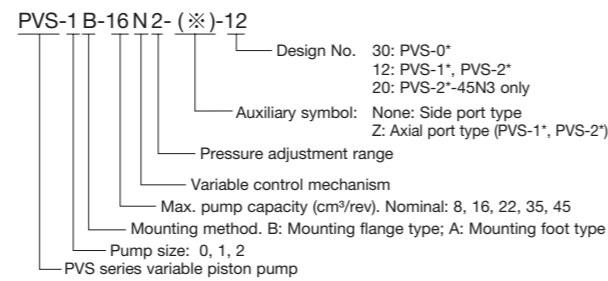 PVS-1 B-16 N 2- (※)-12
Design No. 30: PVS-0*
12: PVS-1*, PVS-2*
20: PVS-2*-45N3 only
Auxiliary symbol: None: Side port type
Z: Axial port type (PVS-1*, PVS-2*)
Pressure adjustment range
Variable control mechanism
Max. pump capacity (cm³/rev). Nominal: 8, 16, 22, 35, 45
Mounting method. B: Mounting flange type; A: Mounting foot type
Pump size: 0, 1, 2
PVS series variable piston pump